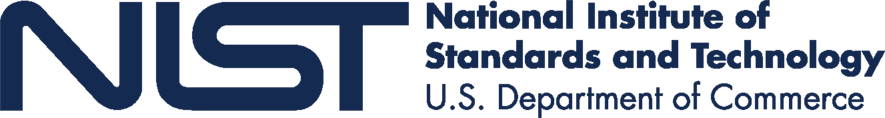 NIST
National Institute of
Standards and Technology
U.S. Department of Commerce